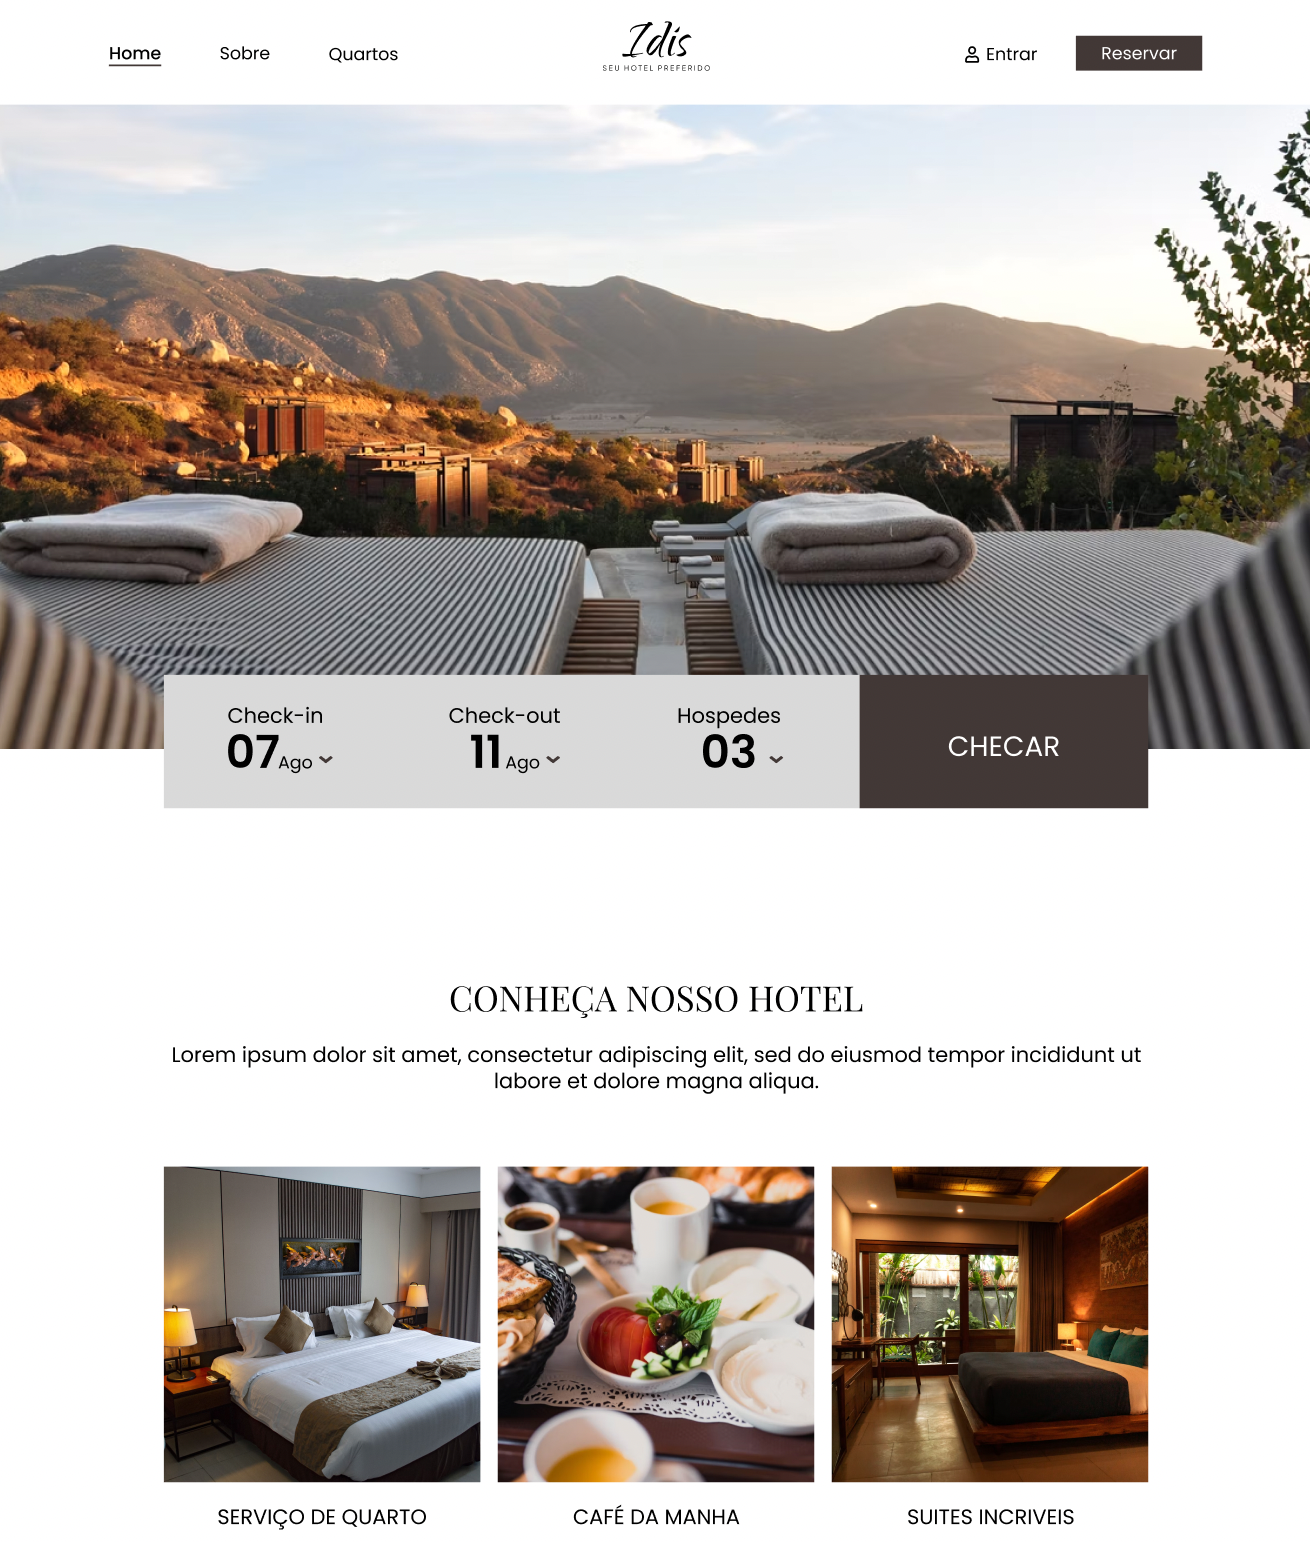 Home
Sobre
Quartos
Idis
SEU HOTEL PREFERIDO
Entrar
Reservar
Check-in
07 Ago
Check-out
11 Ago
Hospedes
03
CHECAR
CONHEÇA NOSSO HOTEL
Lorem ipsum dolor sit amet, consectetur adipiscing elit, sed do eiusmod tempor incididunt ut
labore et dolore magna aliqua.
SERVIÇO DE QUARTO
CAFÉ DA MANHA
SUITES INCRIVEIS